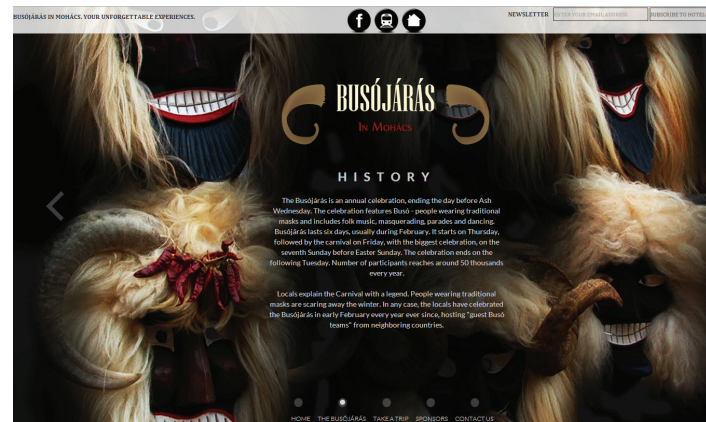 BUSÓJÁRÁS IN MOHÁCS. YOUR UNFORGETTABLE EXPERIENCES.
NEWSLETTER ENTER YOUR EMAIL ADDRESS SUBSCRIBE TO HOTEL
f
BUSÓJÁRÁS
IN MOHÁCS
HISTORY
The Busójárás is an annual celebration, ending the day before Ash
Wednesday. The celebration features Busó - people wearing traditional
masks and includes folk music, masquerading, parades and dancing.
Busójárás lasts six days, usually during February. It starts on Thursday,
followed by the carnival on Friday, with the biggest celebration, on the
seventh Sunday before Easter Sunday. The celebration ends on the
following Tuesday. Number of participants reaches around 50 thousands
every year.
Locals explain the Carnival with a legend. People wearing traditional
masks are scaring away the winter. In any case, the locals have celebrated
the Busójárás in early February every year ever since, hosting "guest Busó
teams" from neighboring countries.
HOME THE BUSÓJÁRÁS TAKE A TRIP SPONSORS CONTACT US